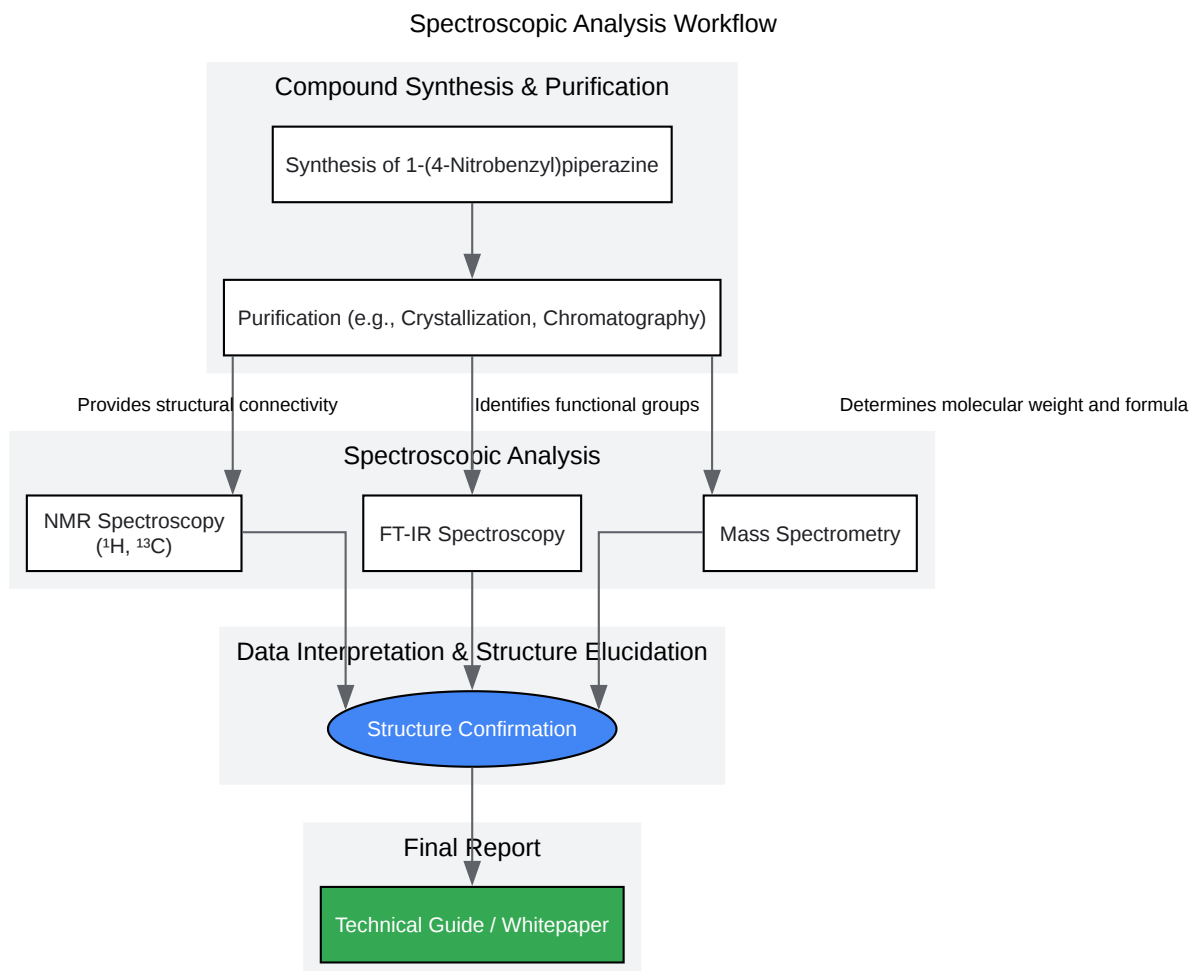 Spectroscopic Analysis Workflow
Compound Synthesis & Purification
Synthesis of 1-(4-Nitrobenzyl)piperazine
Purification (e.g., Crystallization, Chromatography)
Provides structural connectivity
Identifies functional groups
Determines molecular weight and formula
Spectroscopic Analysis
NMR Spectroscopy
(¹H, ¹³C)
FT-IR Spectroscopy
Mass Spectrometry
Data Interpretation & Structure Elucidation
Structure Confirmation
Final Report
Technical Guide / Whitepaper